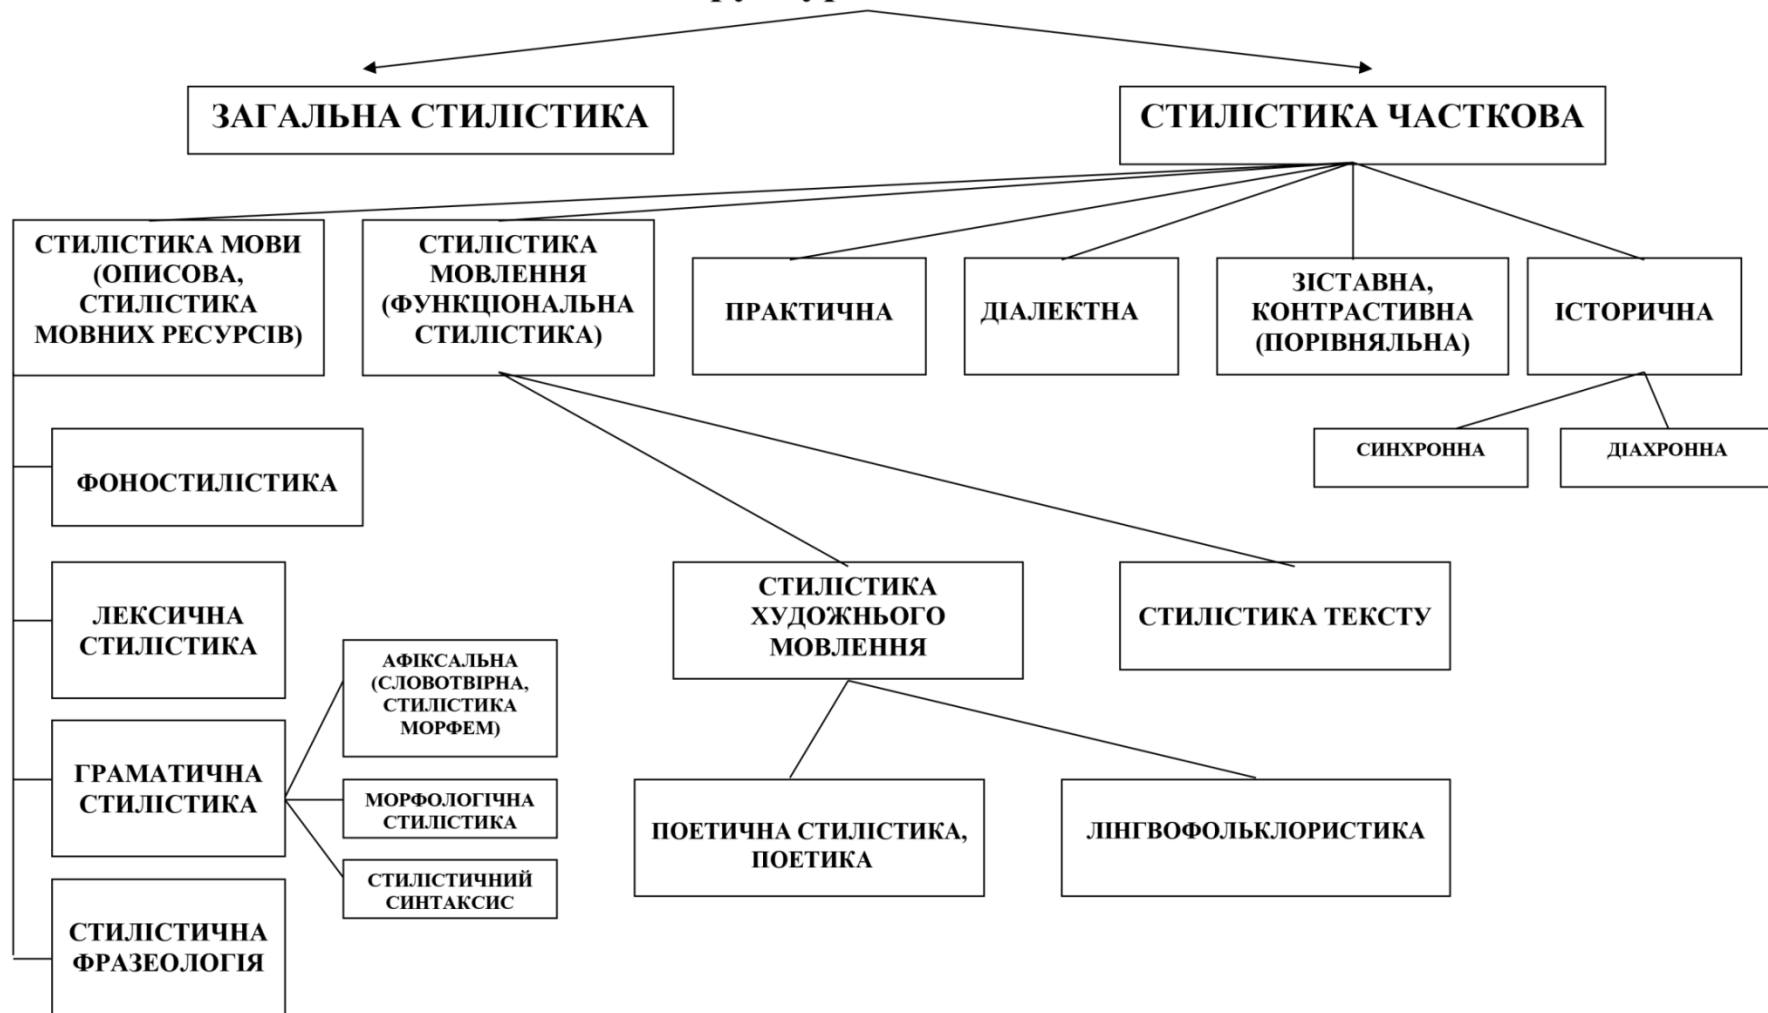 ЗАГАЛЬНА СТИЛІСТИКА
СТИЛІСТИКА ЧАСТКОВА
СТИЛІСТИКА МОВИ
(ОПИСОВА,
СТИЛІСТИКА
МОВНИХ РЕСУРСІВ)
СТИЛІСТИКА
МОВЛЕННЯ
(ФУНКЦІОНАЛЬНА
СТИЛІСТИКА)
ПРАКТИЧНА
ДІАЛЕКТНА
ЗІСТАВНА,
КОНТРАСТИВНА
(ПОРІВНЯЛЬНА)
ІСТОРИЧНА
СИНХРОННА
ДІАХРОННА
ФОНОСТИЛІСТИКА
ЛЕКСИЧНА
СТИЛІСТИКА
ГРАМАТИЧНА
СТИЛІСТИКА
СТИЛІСТИЧНА
ФРАЗЕОЛОГІЯ
АФІКСАЛЬНА
(СЛОВОТВІРНА,
СТИЛІСТИКА
МОРФЕМ)
МОРФОЛОГІЧНА
СТИЛІСТИКА
СТИЛІСТИЧНИЙ
СИНТАКСИС
СТИЛІСТИКА
ХУДОЖНЬОГО
МОВЛЕННЯ
СТИЛІСТИКА ТЕКСТУ
ПОЕТИЧНА СТИЛІСТИКА,
ПОЕТИКА
ЛІНГВОФОЛЬКЛОРИСТИКА